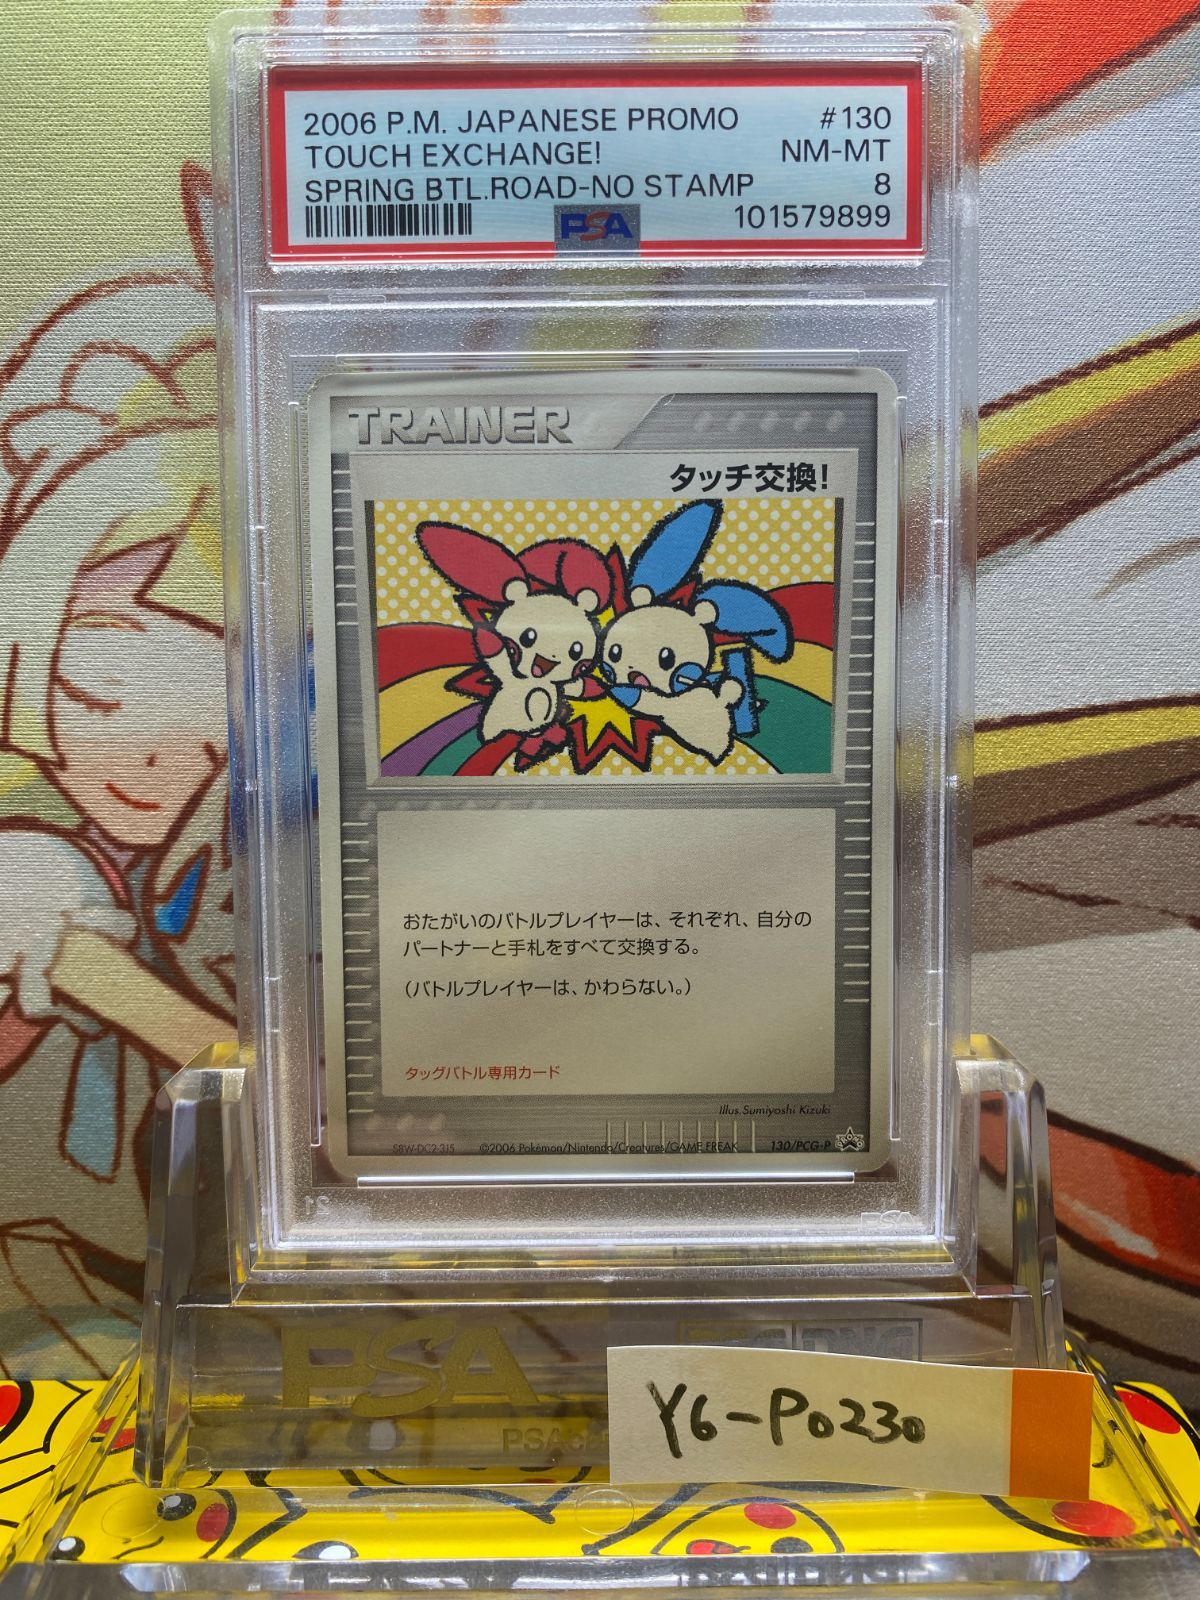 2006 P.M. JAPANESE PROMO #130
TOUCH EXCHANGE! NM-MT
SPRING BTL.ROAD-NO STAMP 8
PSA 101579899
TRAINER
タッチ交換!
おたがいのバトルプレイヤーは、それぞれ、自分の
パートナーと手札をすべて交換する。
（バトルプレイヤーは、かわらない。）
タッグバトル専用カード
Illus.Sumiyoshi Kizuki
SBW-DC2-315 ©2006 Pokémon/Nintendo/Creatures/GAME FREAK 130/PCG-P
PSA
PSA
Y6-P0230